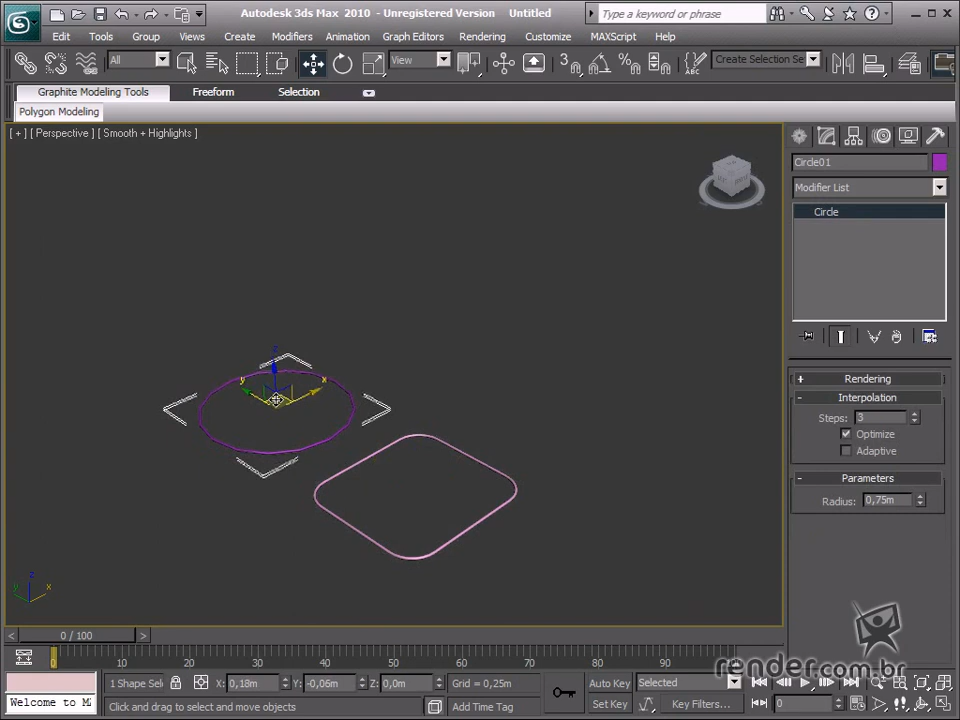 Autodesk 3ds Max 2010 - Unregistered Version Untitled
Type a keyword or phrase
Edit Tools Group Views Create Modifiers Animation Graph Editors Rendering Customize MAXScript Help
All View Create Selection Se
Graphite Modeling Tools Freeform Selection
Polygon Modeling
[ + ] [ Perspective ] [ Smooth + Highlights ]
Circle01
Modifier List
Circle
+ Rendering
- Interpolation
Steps: 3
Optimize
Adaptive
- Parameters
Radius: 0,75m
z
y x
z
y x
< 0 / 100 >
0 10 20 30 40 50 60 70 80
render.com.br
1 Shape Sel X: 0,18m Y: -0,06m Z: 0,0m Grid = 0,25m Auto Key Selected
Welcome to M Click and drag to select and move objects Add Time Tag Set Key Key Filters... 0